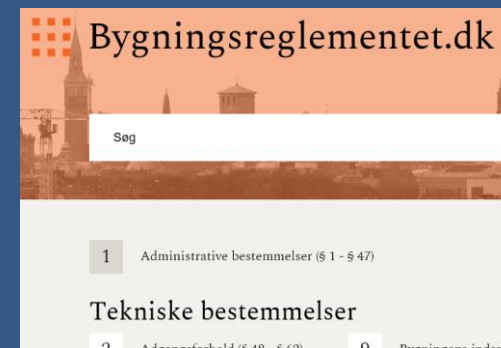 Bygningsreglementet.dk
Søg
1 Administrative bestemmelser (§ 1 - § 47)
Tekniske bestemmelser